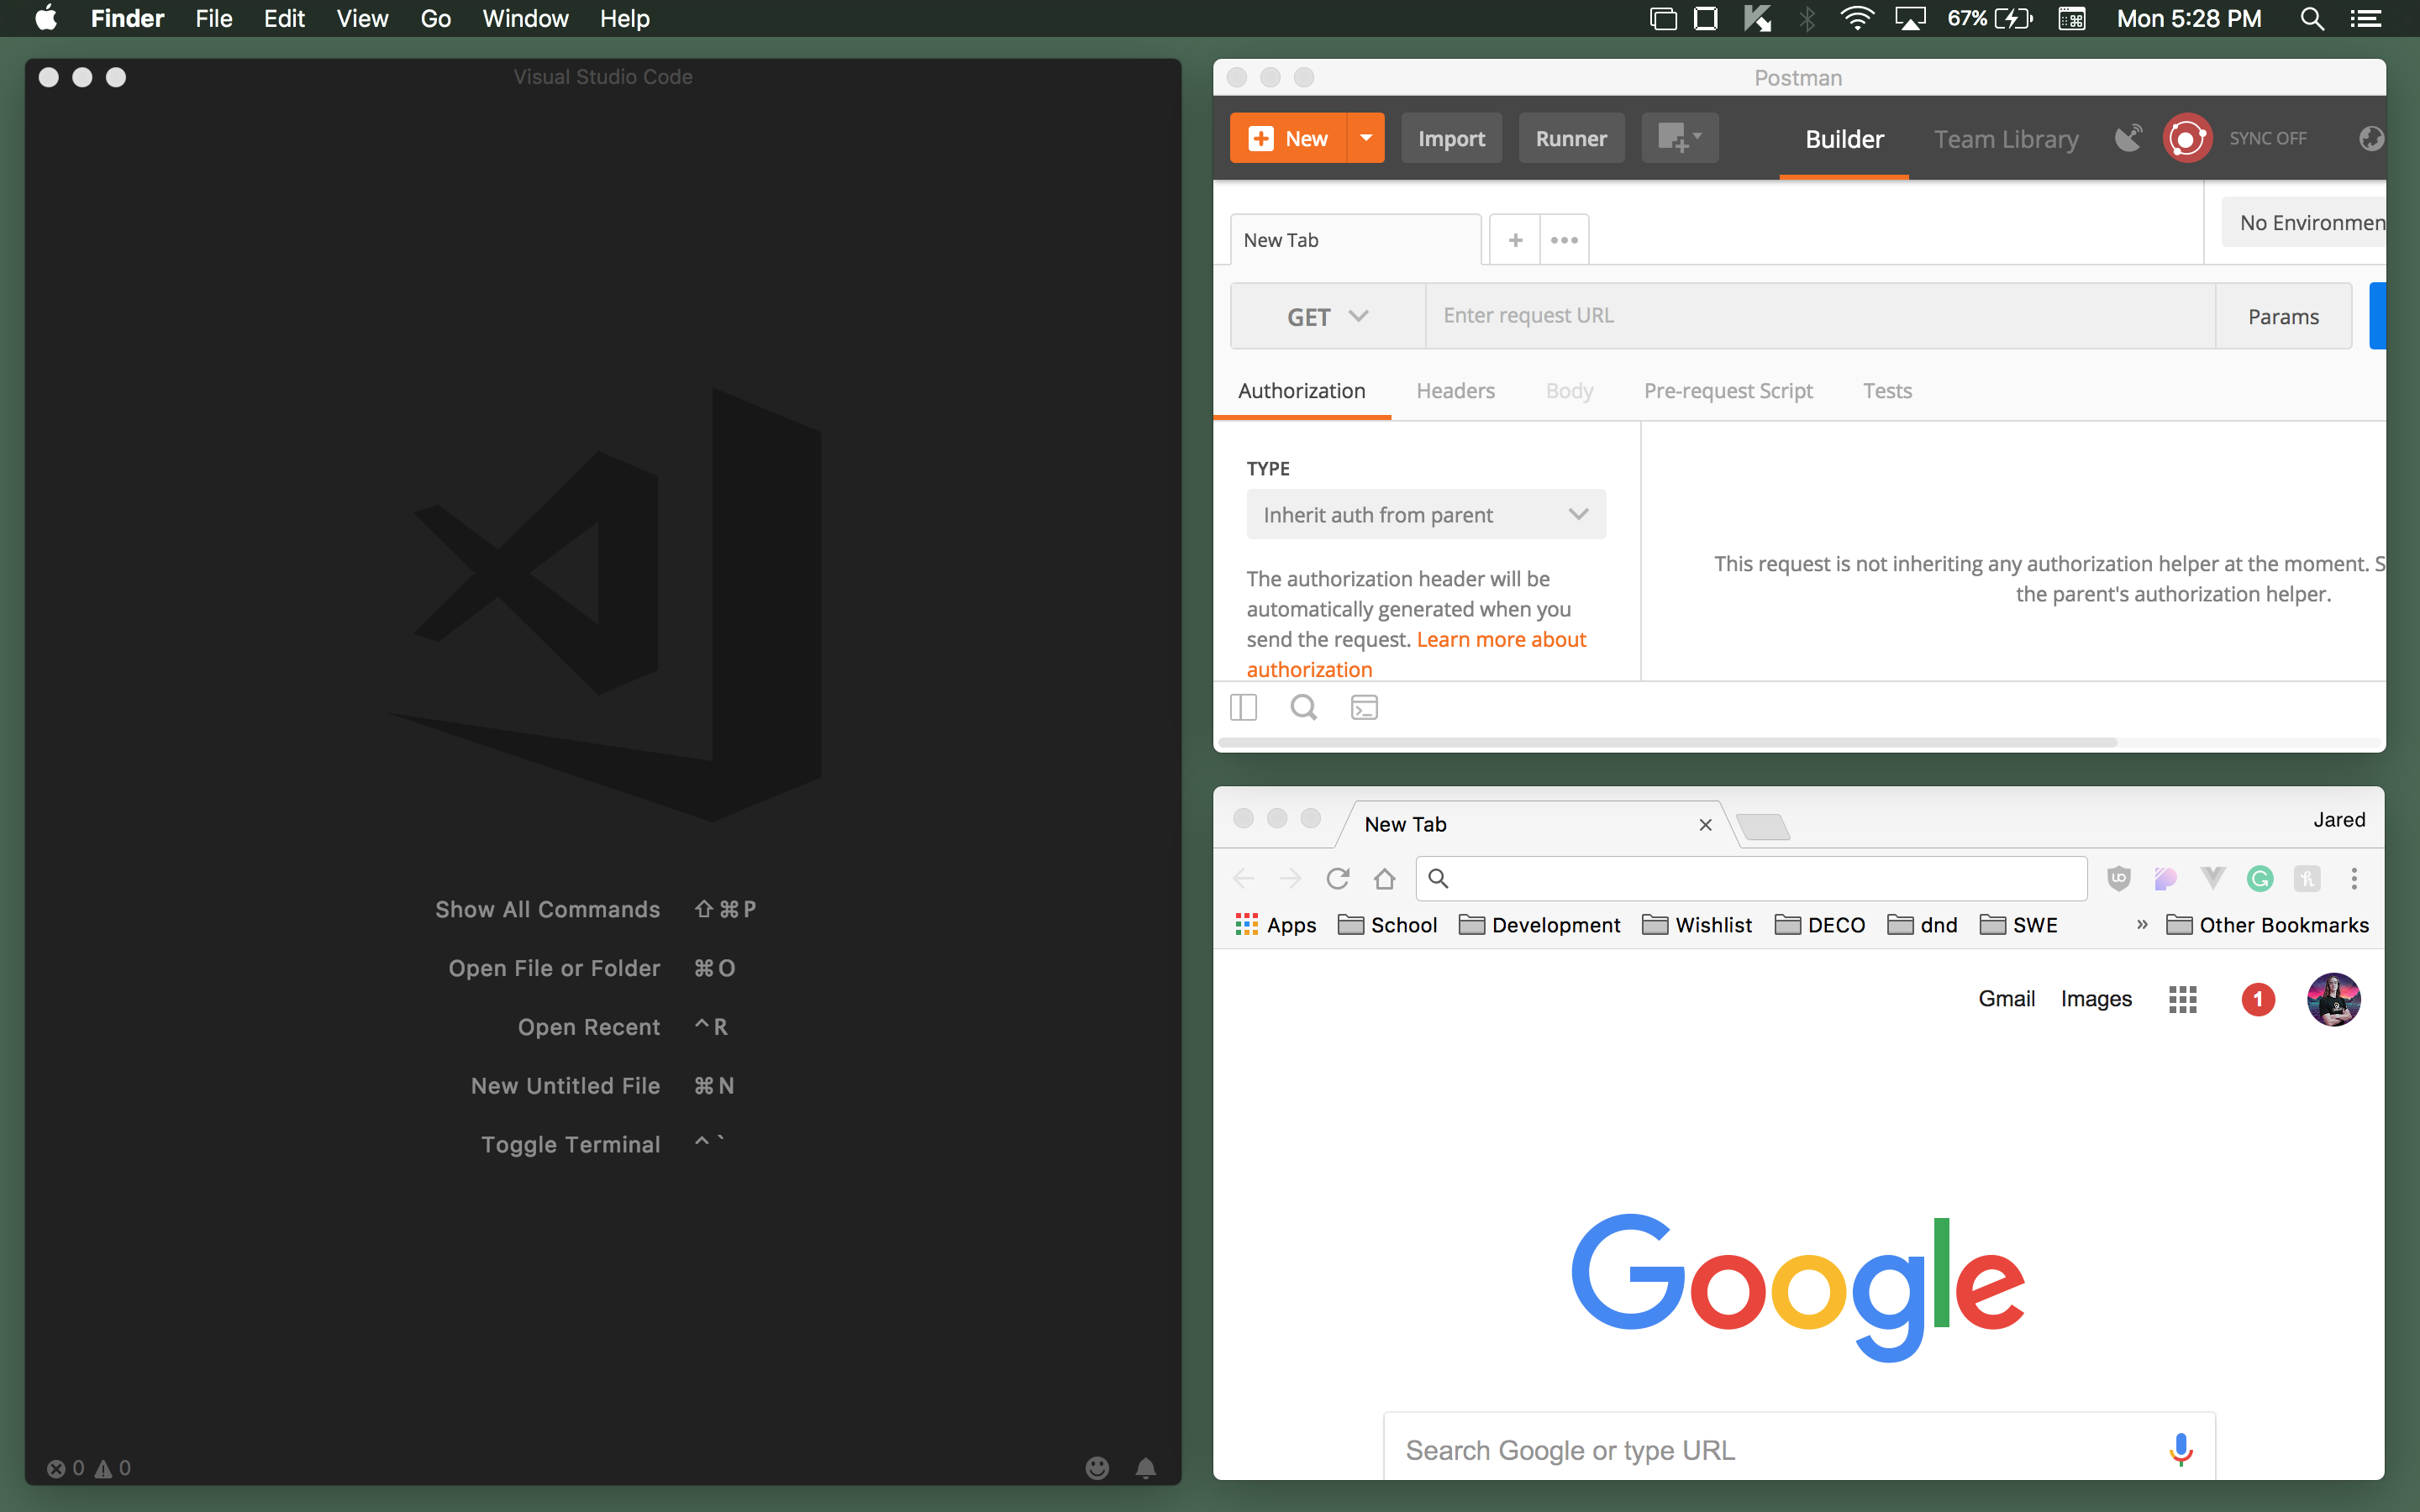 Finder File Edit View Go Window Help 67% Mon 5:28 PM
Visual Studio Code
Show All Commands ⇧⌘P
Open File or Folder ⌘O
Open Recent ^R
New Untitled File ⌘N
Toggle Terminal ^`
0 0
Postman
New Import Runner Builder Team Library SYNC OFF
New Tab + ••• No Environmen
GET Enter request URL Params
Authorization Headers Body Pre-request Script Tests
TYPE
Inherit auth from parent
The authorization header will be
automatically generated when you
send the request. Learn more about
authorization
This request is not inheriting any authorization helper at the moment. S
the parent's authorization helper.
New Tab Jared
Apps School Development Wishlist DECO dnd SWE » Other Bookmarks
Gmail Images 1
Google
Search Google or type URL